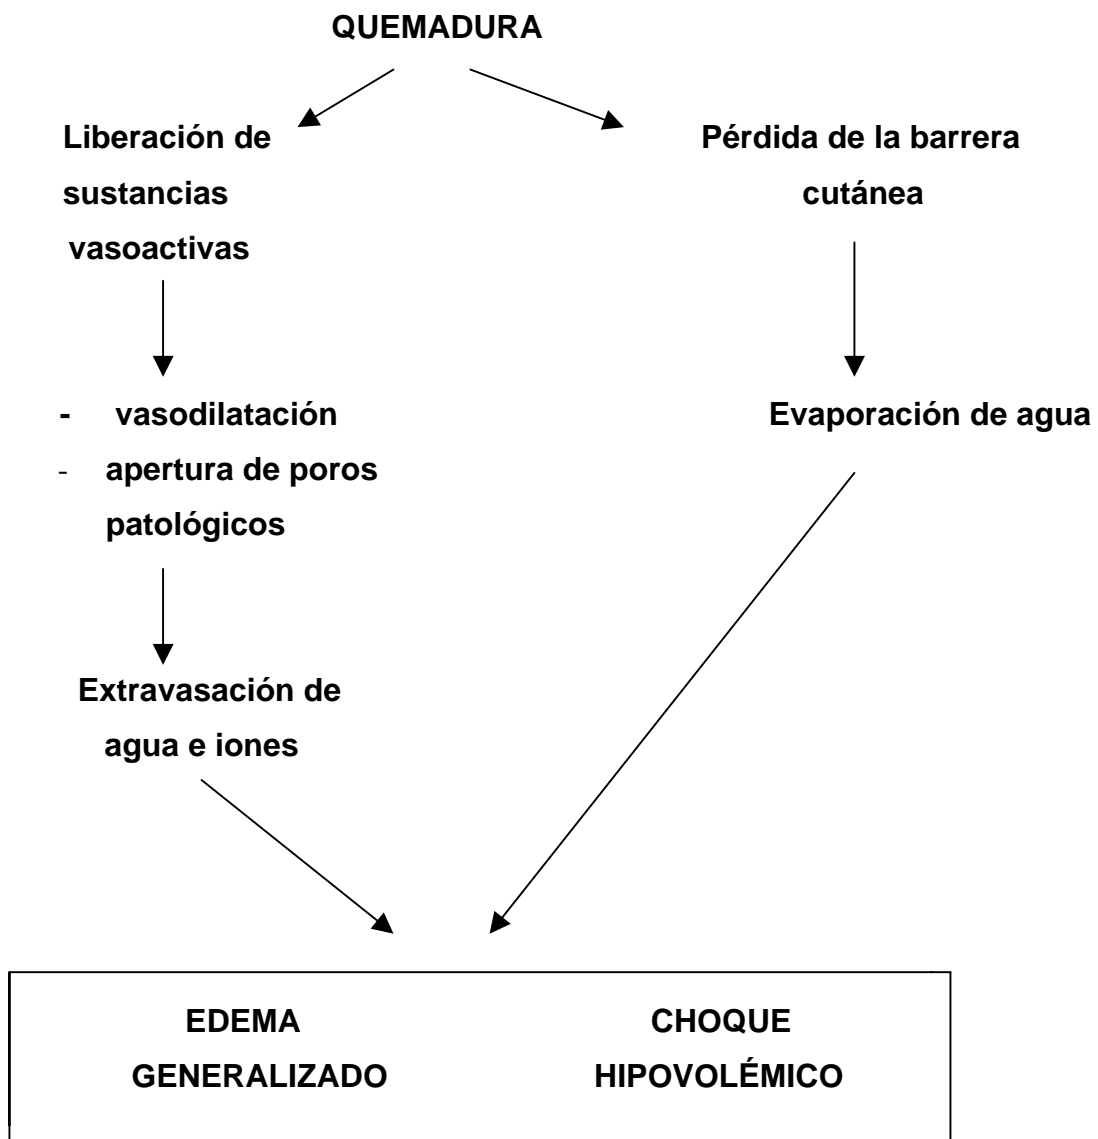 QUEMADURA
Liberación de
sustancias
vasoactivas
Pérdida de la barrera
cutánea
- vasodilatación
- apertura de poros
patológicos
Evaporación de agua
Extravasación de
agua e iones
EDEMA
GENERALIZADO
CHOQUE
HIPOVOLÉMICO